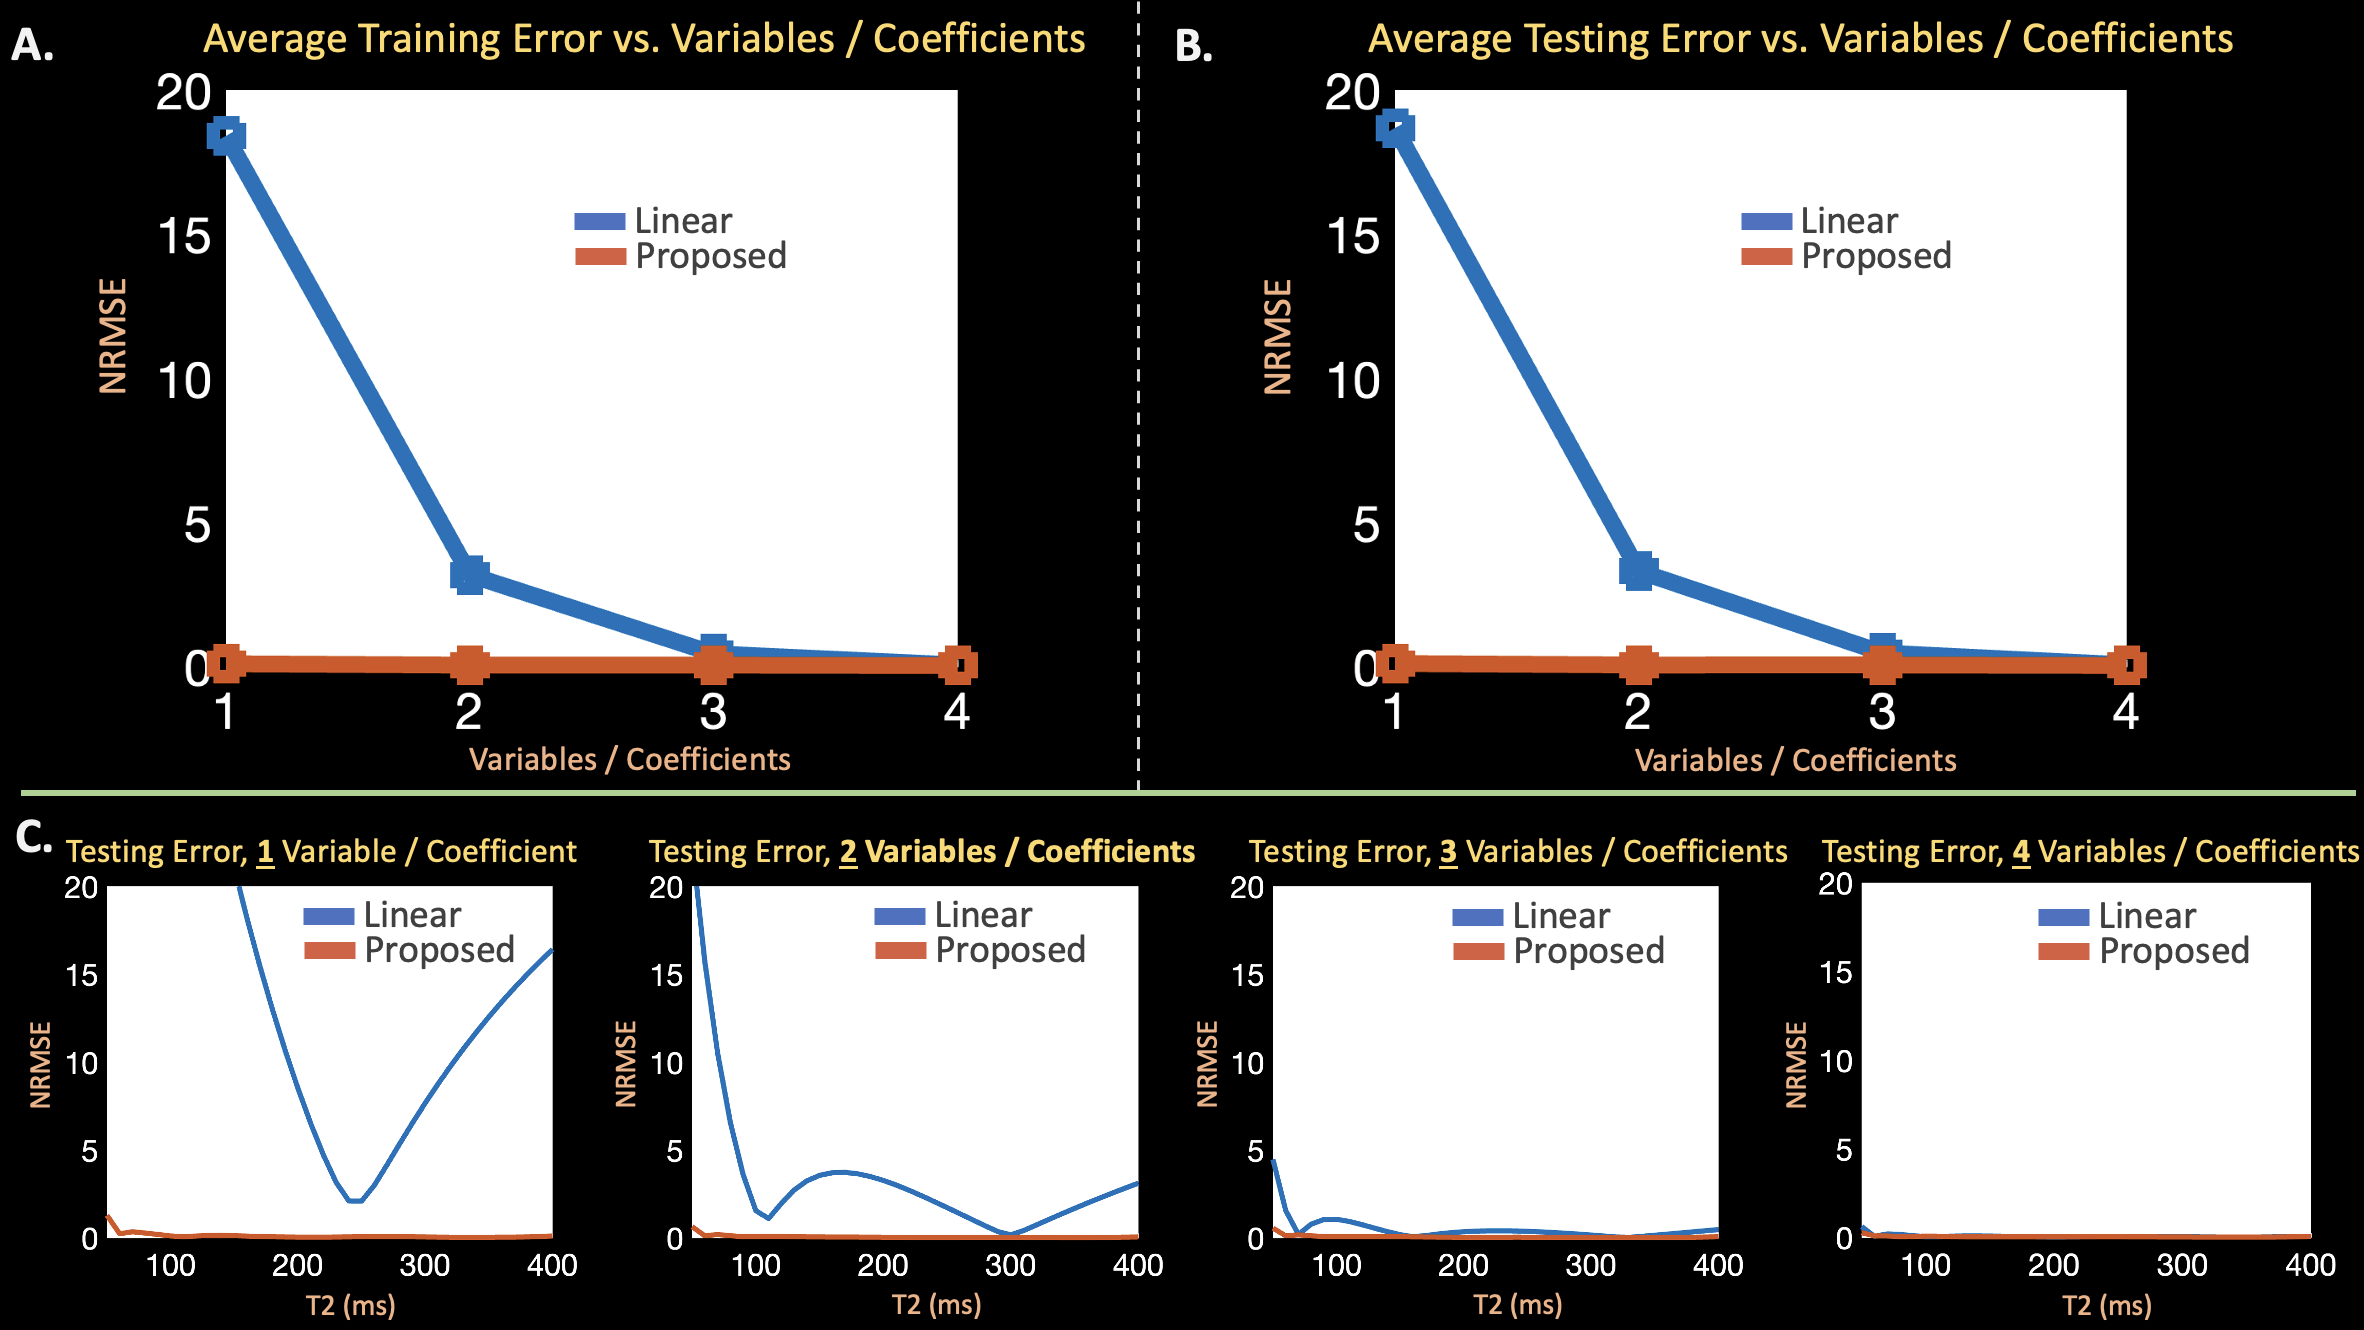 A.
Average Training Error vs. Variables / Coefficients
20
15
10
5
0
NRMSE
Linear
Proposed
1 2 3 4
Variables / Coefficients
B.
Average Testing Error vs. Variables / Coefficients
20
15
10
5
0
NRMSE
Linear
Proposed
1 2 3 4
Variables / Coefficients
C.
Testing Error, 1 Variable / Coefficient
20
15
10
5
0
NRMSE
Linear
Proposed
100 200 300 400
T2 (ms)
Testing Error, 2 Variables / Coefficients
20
15
10
5
0
NRMSE
Linear
Proposed
100 200 300 400
T2 (ms)
Testing Error, 3 Variables / Coefficients
20
15
10
5
0
NRMSE
Linear
Proposed
100 200 300 400
T2 (ms)
Testing Error, 4 Variables / Coefficients
20
15
10
5
0
NRMSE
Linear
Proposed
100 200 300 400
T2 (ms)